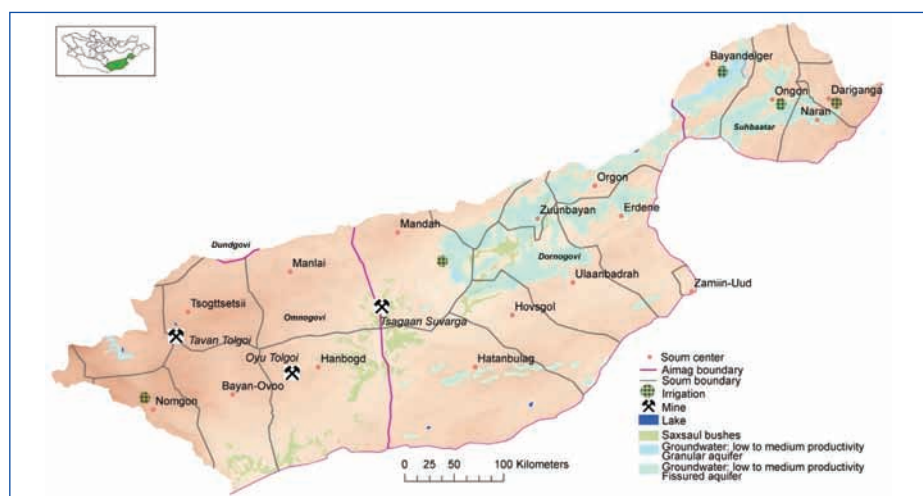 Bayandelger
Ongon
Dariganga
Naran
Suhbaatar
Orgon
Zuunbayan
Erdene
Mandah
Dundgovi
Dornogovi
Manlai
Ulaanbadrah
Zamiin-Uud
Tsogttsetsii
Omnogovi
Tsagaan Suvarga
Hovsgol
Tavan Tolgoi
Oyu Tolgoi
Hanbogd
Hatanbulag
Bayan-Ovoo
Nomgon
Soum center
Aimag boundary
Soum boundary
Irrigation
Mine
Lake
Saxsaul bushes
Groundwater: low to medium productivity
Granular aquifer
Groundwater: low to medium productivity
Fissured aquifer
0 25 50 100 Kilometers